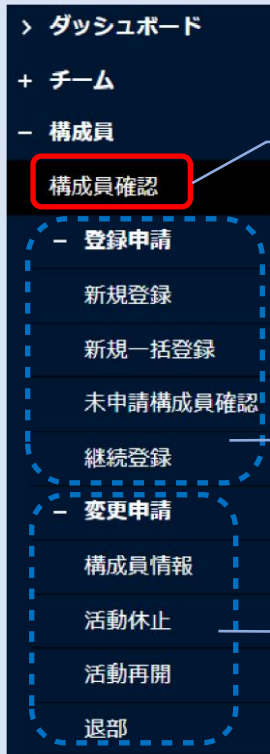 > ダッシュボード
+ チーム
− 構成員
構成員確認
− 登録申請
新規登録
新規一括登録
未申請構成員確認
継続登録
− 変更申請
構成員情報
活動休止
活動再開
退部